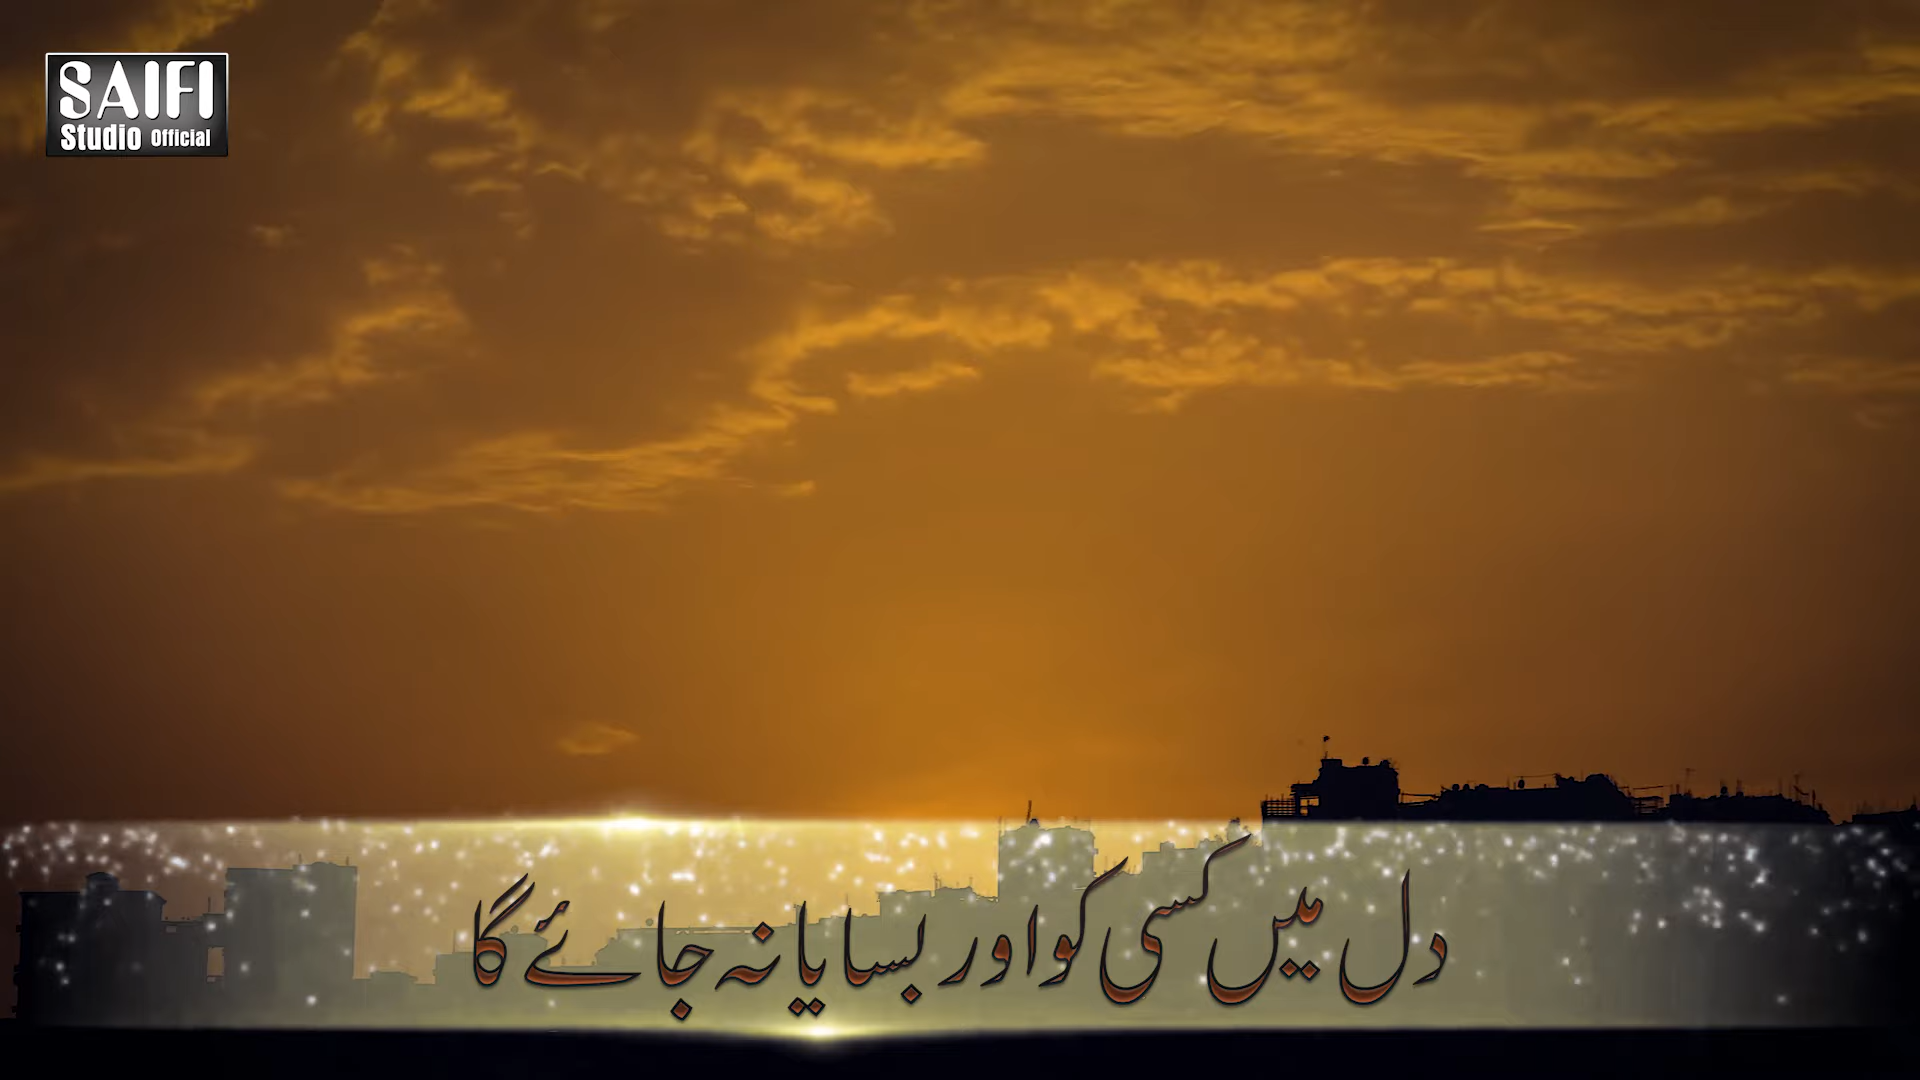 SAIFI
Studio Official
دل میں کسی کو اور بسایا نہ جائے گا